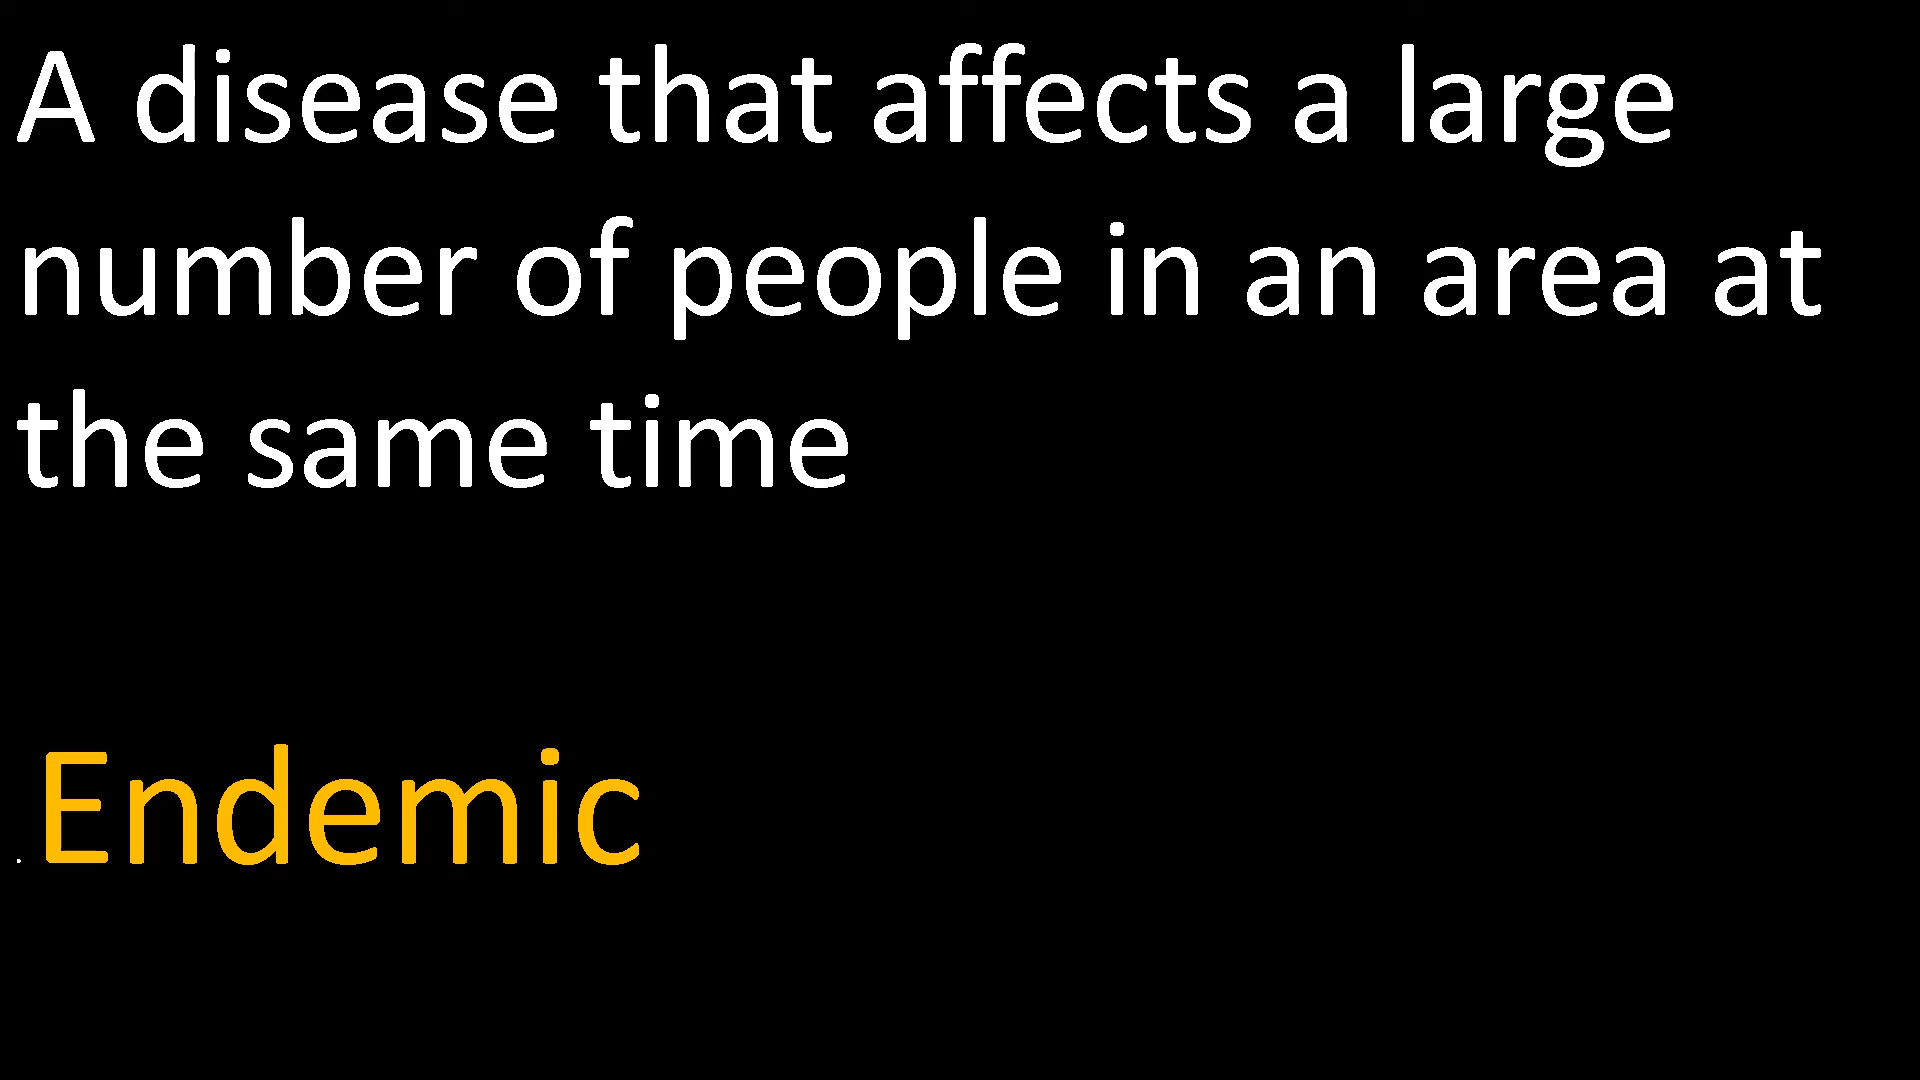 A disease that affects a large
number of people in an area at
the same time
. Endemic